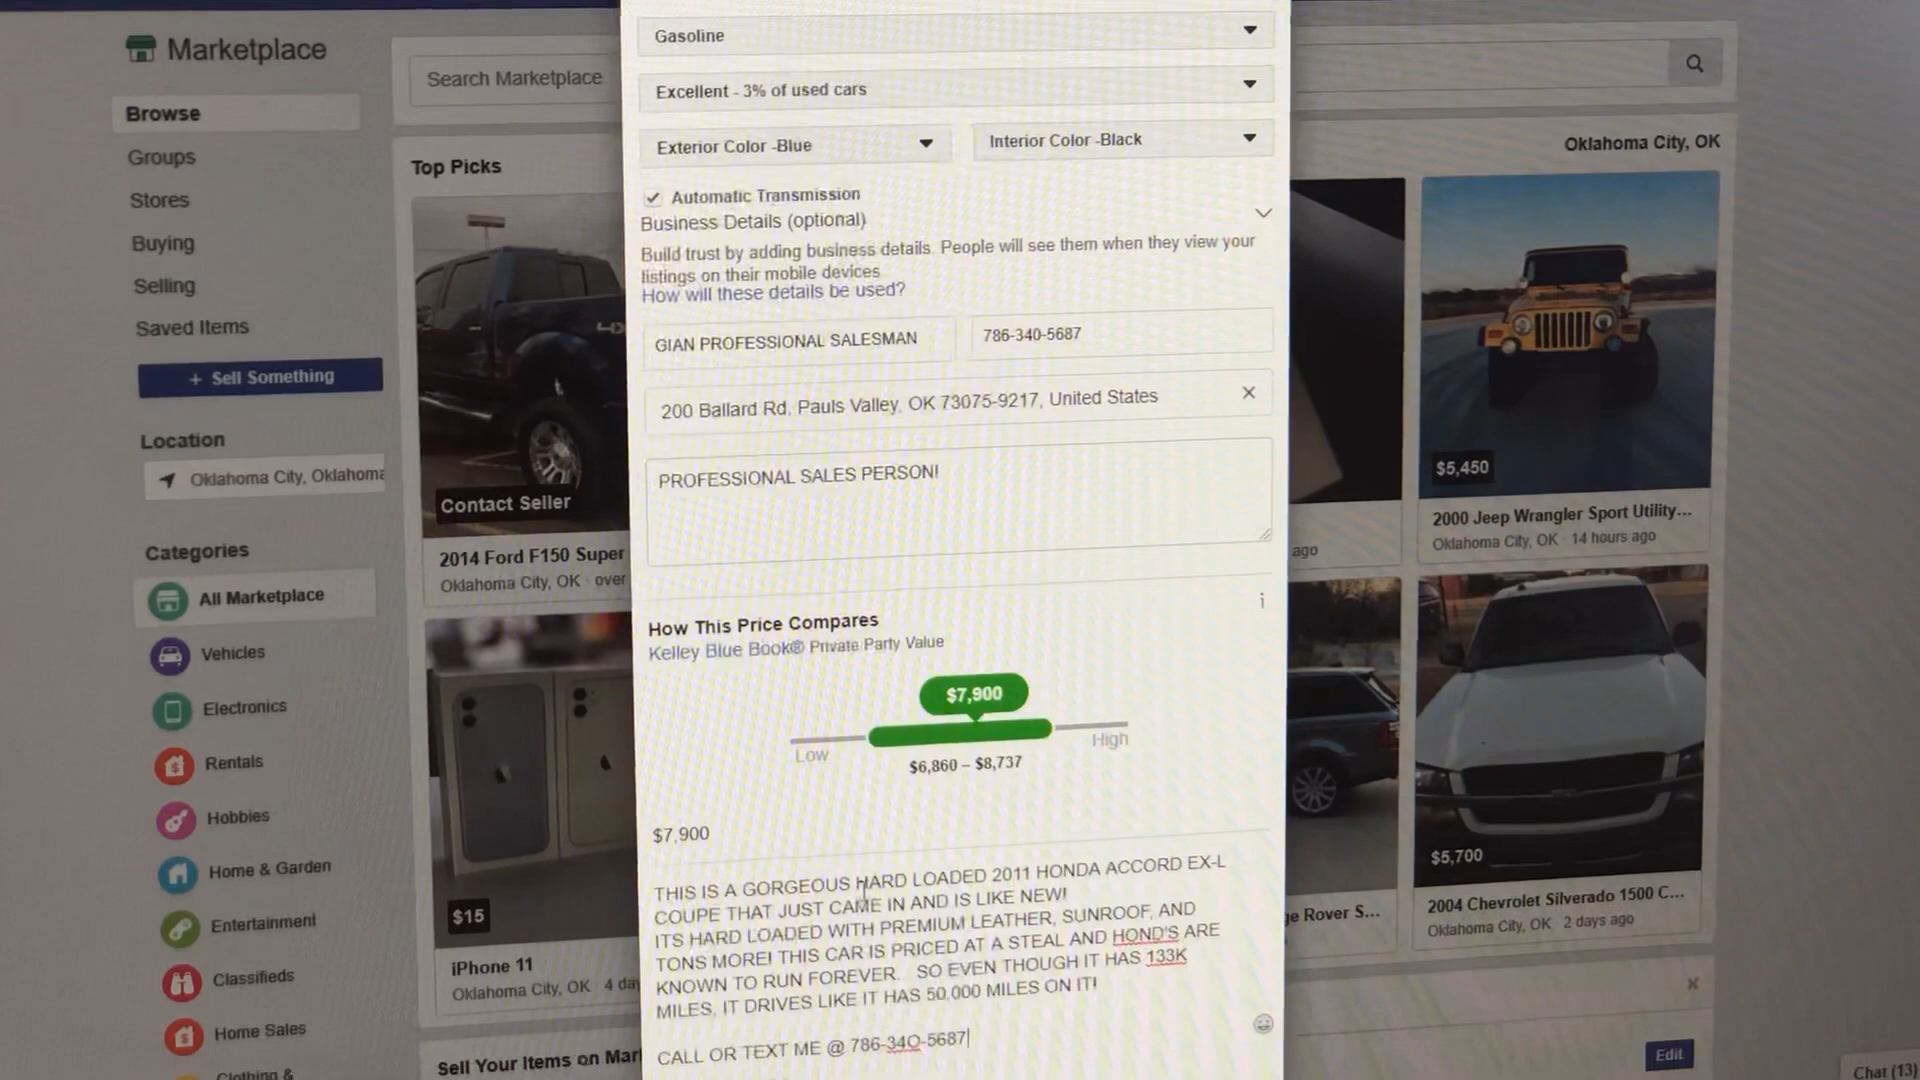 Marketplace
Search Marketplace
Browse
Groups
Stores
Buying
Selling
Saved Items
+ Sell Something
Location
Oklahoma City, Oklahoma
Categories
All Marketplace
Vehicles
Electronics
Rentals
Hobbies
Home & Garden
Entertainment
Classifieds
Home Sales
Clothing &
Top Picks
Contact Seller
2014 Ford F150 Super
Oklahoma City, OK · over
$15
iPhone 11
Oklahoma City, OK · 4 day
Sell Your Items on Mar
Gasoline
Excellent - 3% of used cars
Exterior Color -Blue
Interior Color -Black
Automatic Transmission
Business Details (optional)
Build trust by adding business details. People will see them when they view your
listings on their mobile devices
How will these details be used?
GIAN PROFESSIONAL SALESMAN
786-340-5687
200 Ballard Rd, Pauls Valley, OK 73075-9217, United States
PROFESSIONAL SALES PERSON!
How This Price Compares
i
Kelley Blue Book® Private Party Value
$7,900
Low
High
$6,860 – $8,737
$7,900
THIS IS A GORGEOUS HARD LOADED 2011 HONDA ACCORD EX-L
COUPE THAT JUST CAME IN AND IS LIKE NEW!
ITS HARD LOADED WITH PREMIUM LEATHER, SUNROOF, AND
TONS MORE! THIS CAR IS PRICED AT A STEAL AND HOND'S ARE
KNOWN TO RUN FOREVER. SO EVEN THOUGH IT HAS 133K
MILES, IT DRIVES LIKE IT HAS 50,000 MILES ON IT!
CALL OR TEXT ME @ 786-34O-5687
Oklahoma City, OK
$5,450
2000 Jeep Wrangler Sport Utility...
Oklahoma City, OK · 14 hours ago
ago
$5,700
2004 Chevrolet Silverado 1500 C...
Oklahoma City, OK · 2 days ago
ge Rover S...
Edit
Chat (13)